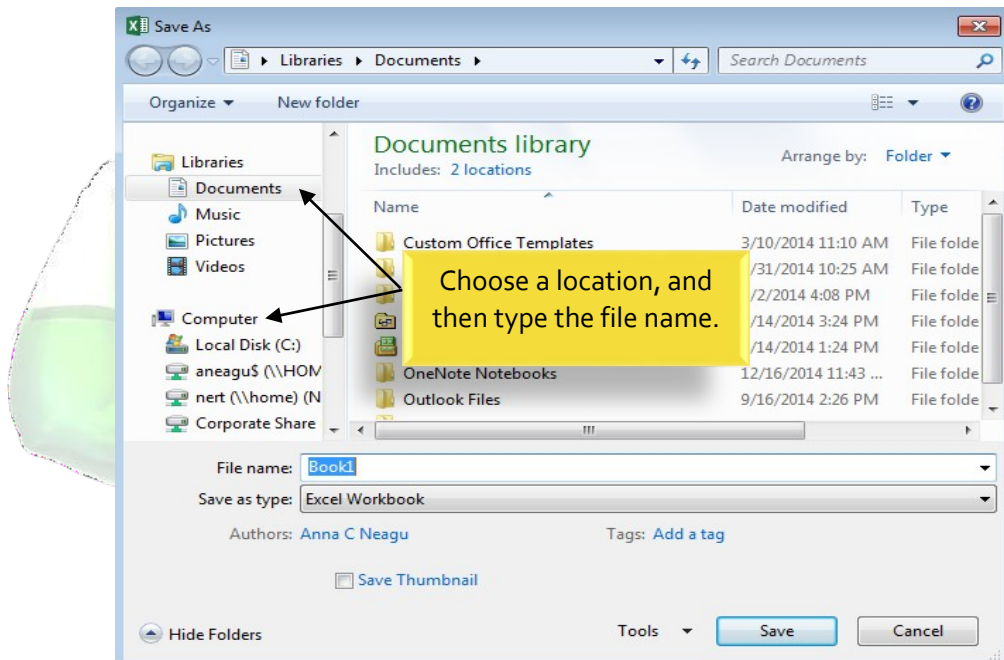 Save As
Libraries Documents Search Documents
Organize New folder
Libraries
Documents
Music
Pictures
Videos
Computer
Local Disk (C:)
aneagu$ (\\HOM
nert (\\home) (N
Corporate Share
Documents library
Includes: 2 locations
Arrange by: Folder
Name Date modified Type
Custom Office Templates 3/10/2014 11:10 AM File folde
/31/2014 10:25 AM File folde
/2/2014 4:08 PM File folde
/14/2014 3:24 PM File folde
/14/2014 1:24 PM File folde
OneNote Notebooks 12/16/2014 11:43 ... File folde
Outlook Files 9/16/2014 2:26 PM File folde
Choose a location, and
then type the file name.
File name: Book1
Save as type: Excel Workbook
Authors: Anna C Neagu Tags: Add a tag
Save Thumbnail
Hide Folders Tools Save Cancel